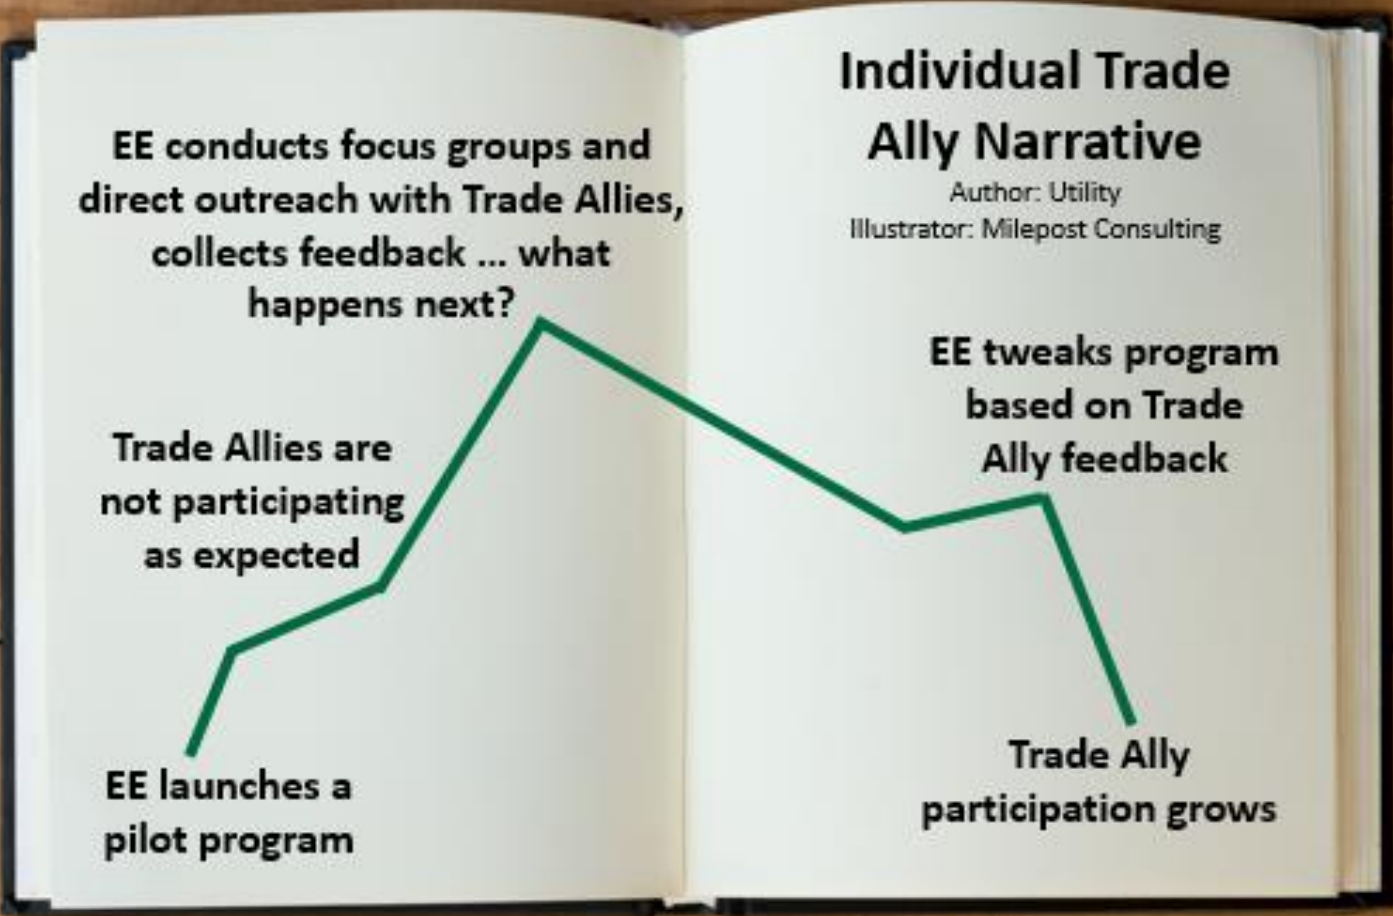 EE conducts focus groups and
direct outreach with Trade Allies,
collects feedback ... what
happens next?
Trade Allies are
not participating
as expected
EE launches a
pilot program
Individual Trade
Ally Narrative
Author: Utility
Illustrator: Milepost Consulting
EE tweaks program
based on Trade
Ally feedback
Trade Ally
participation grows